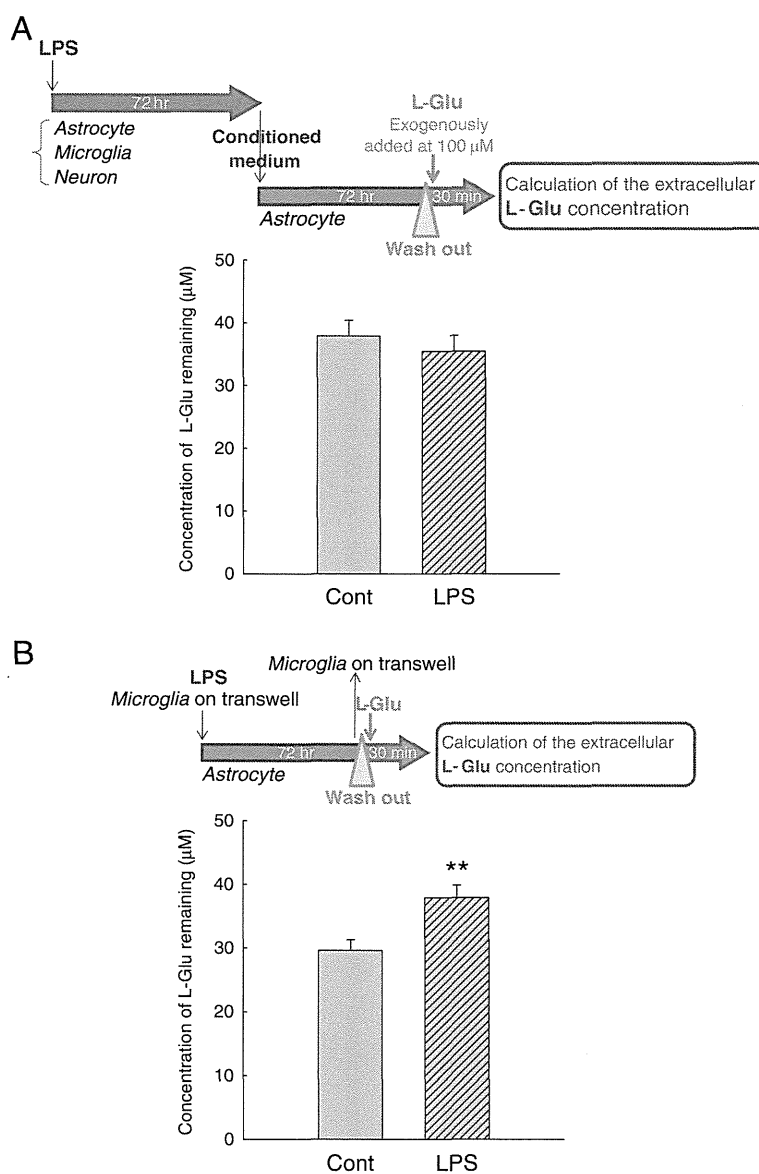 A
LPS
72 hr
Astrocyte
Microglia
Neuron
Conditioned
medium
L-Glu
Exogenously
added at 100 µM
72 hr
30 min
Astrocyte
Wash out
Calculation of the extracellular
L-Glu concentration
Concentration of L-Glu remaining (µM)
50
40
30
20
10
0
Cont
LPS
B
Microglia on transwell
LPS
Microglia on transwell
L-Glu
72 hr
30 min
Astrocyte
Wash out
Calculation of the extracellular
L-Glu concentration
Concentration of L-Glu remaining (µM)
50
40
30
20
10
0
**
Cont
LPS